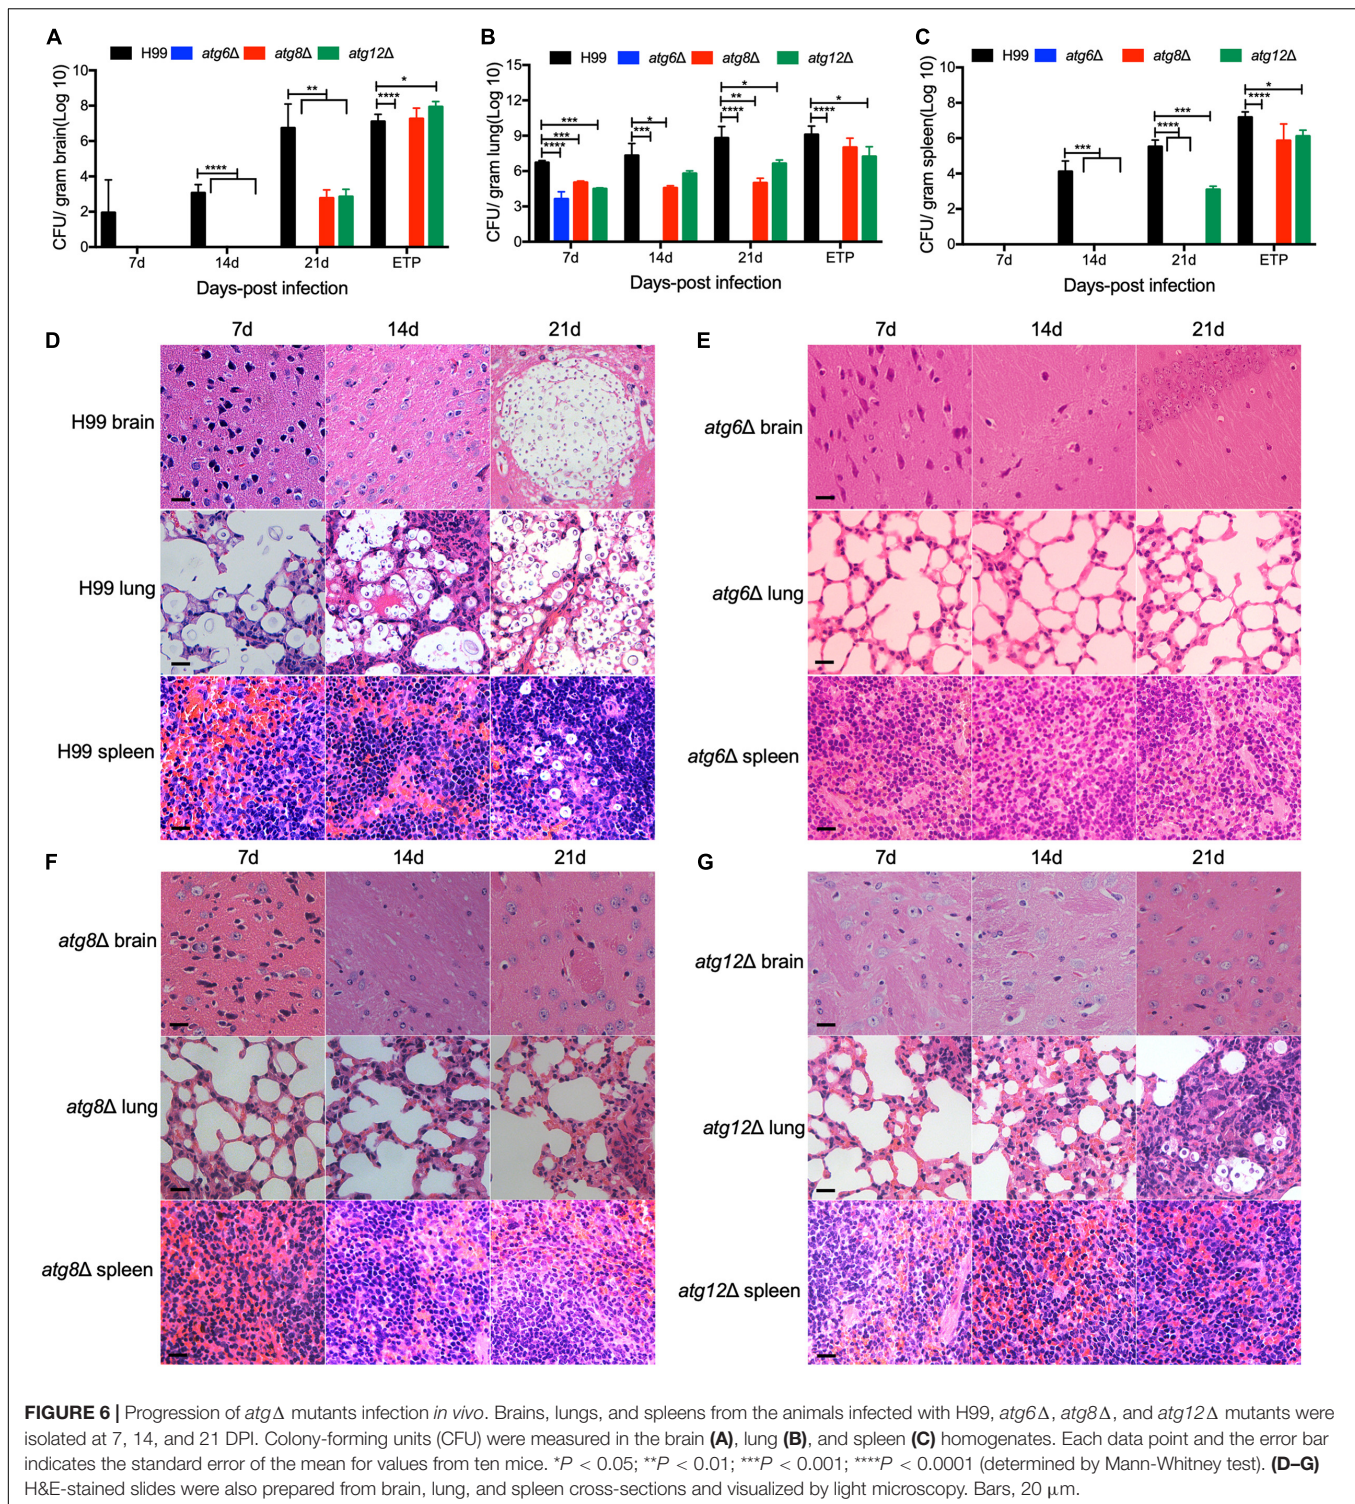 A
H99 atg6Δ atg8Δ atg12Δ
CFU/ gram brain(Log 10)
10
8
6
4
2
0
****
**
****
*
7d 14d 21d ETP
Days-post infection
B
H99 atg6Δ atg8Δ atg12Δ
CFU/ gram lung(Log 10)
15
12
9
6
3
0
***
***
****
*
***
*
**
****
*
****
7d 14d 21d ETP
Days-post infection
C
H99 atg6Δ atg8Δ atg12Δ
CFU/ gram spleen(Log 10)
10
8
6
4
2
0
***
***
****
*
****
7d 14d 21d ETP
Days-post infection
D
7d 14d 21d
H99 brain
H99 lung
H99 spleen
E
7d 14d 21d
atg6Δ brain
atg6Δ lung
atg6Δ spleen
F
7d 14d 21d
atg8Δ brain
atg8Δ lung
atg8Δ spleen
G
7d 14d 21d
atg12Δ brain
atg12Δ lung
atg12Δ spleen
FIGURE 6 | Progression of atgΔ mutants infection in vivo. Brains, lungs, and spleens from the animals infected with H99, atg6Δ, atg8Δ, and atg12Δ mutants were
isolated at 7, 14, and 21 DPI. Colony-forming units (CFU) were measured in the brain (A), lung (B), and spleen (C) homogenates. Each data point and the error bar
indicates the standard error of the mean for values from ten mice. *P < 0.05; **P < 0.01; ***P < 0.001; ****P < 0.0001 (determined by Mann-Whitney test). (D–G)
H&E-stained slides were also prepared from brain, lung, and spleen cross-sections and visualized by light microscopy. Bars, 20 μm.